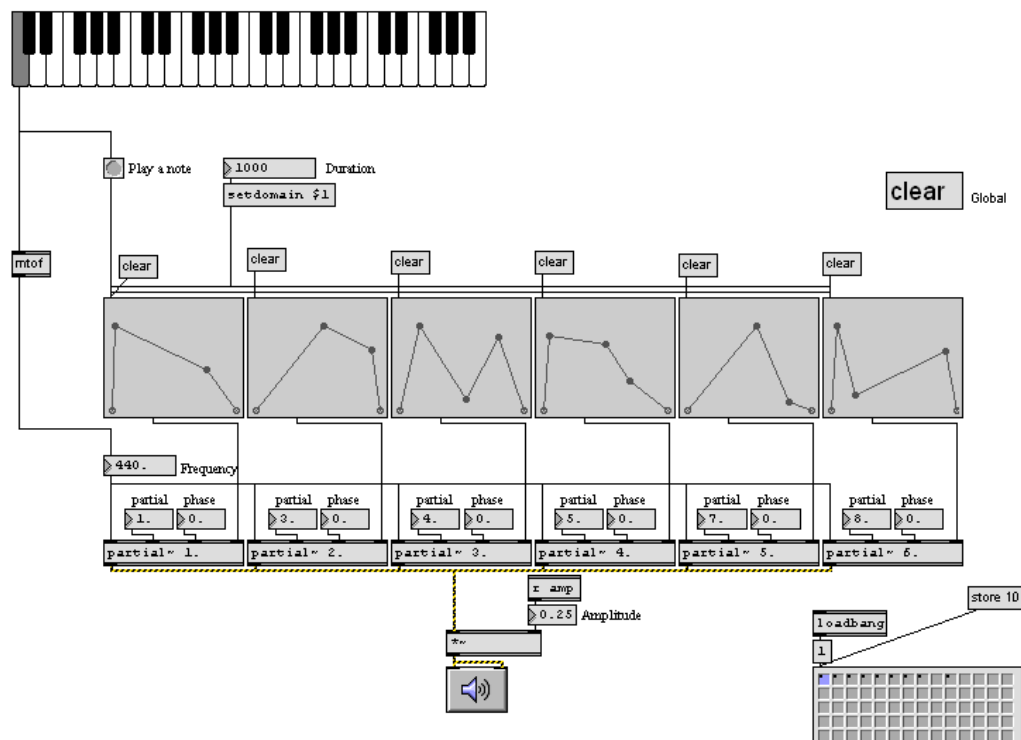 Play a note
1000
Duration
setdomain $1
clear
Global
mtof
clear
clear
clear
clear
clear
clear
440.
Frequency
partial phase
1. 0.
partial phase
3. 0.
partial phase
4. 0.
partial phase
5. 0.
partial phase
7. 0.
partial phase
8. 0.
partial~ 1.
partial~ 2.
partial~ 3.
partial~ 4.
partial~ 5.
partial~ 6.
r amp
0.25
Amplitude
*~
store 10
loadbang
1